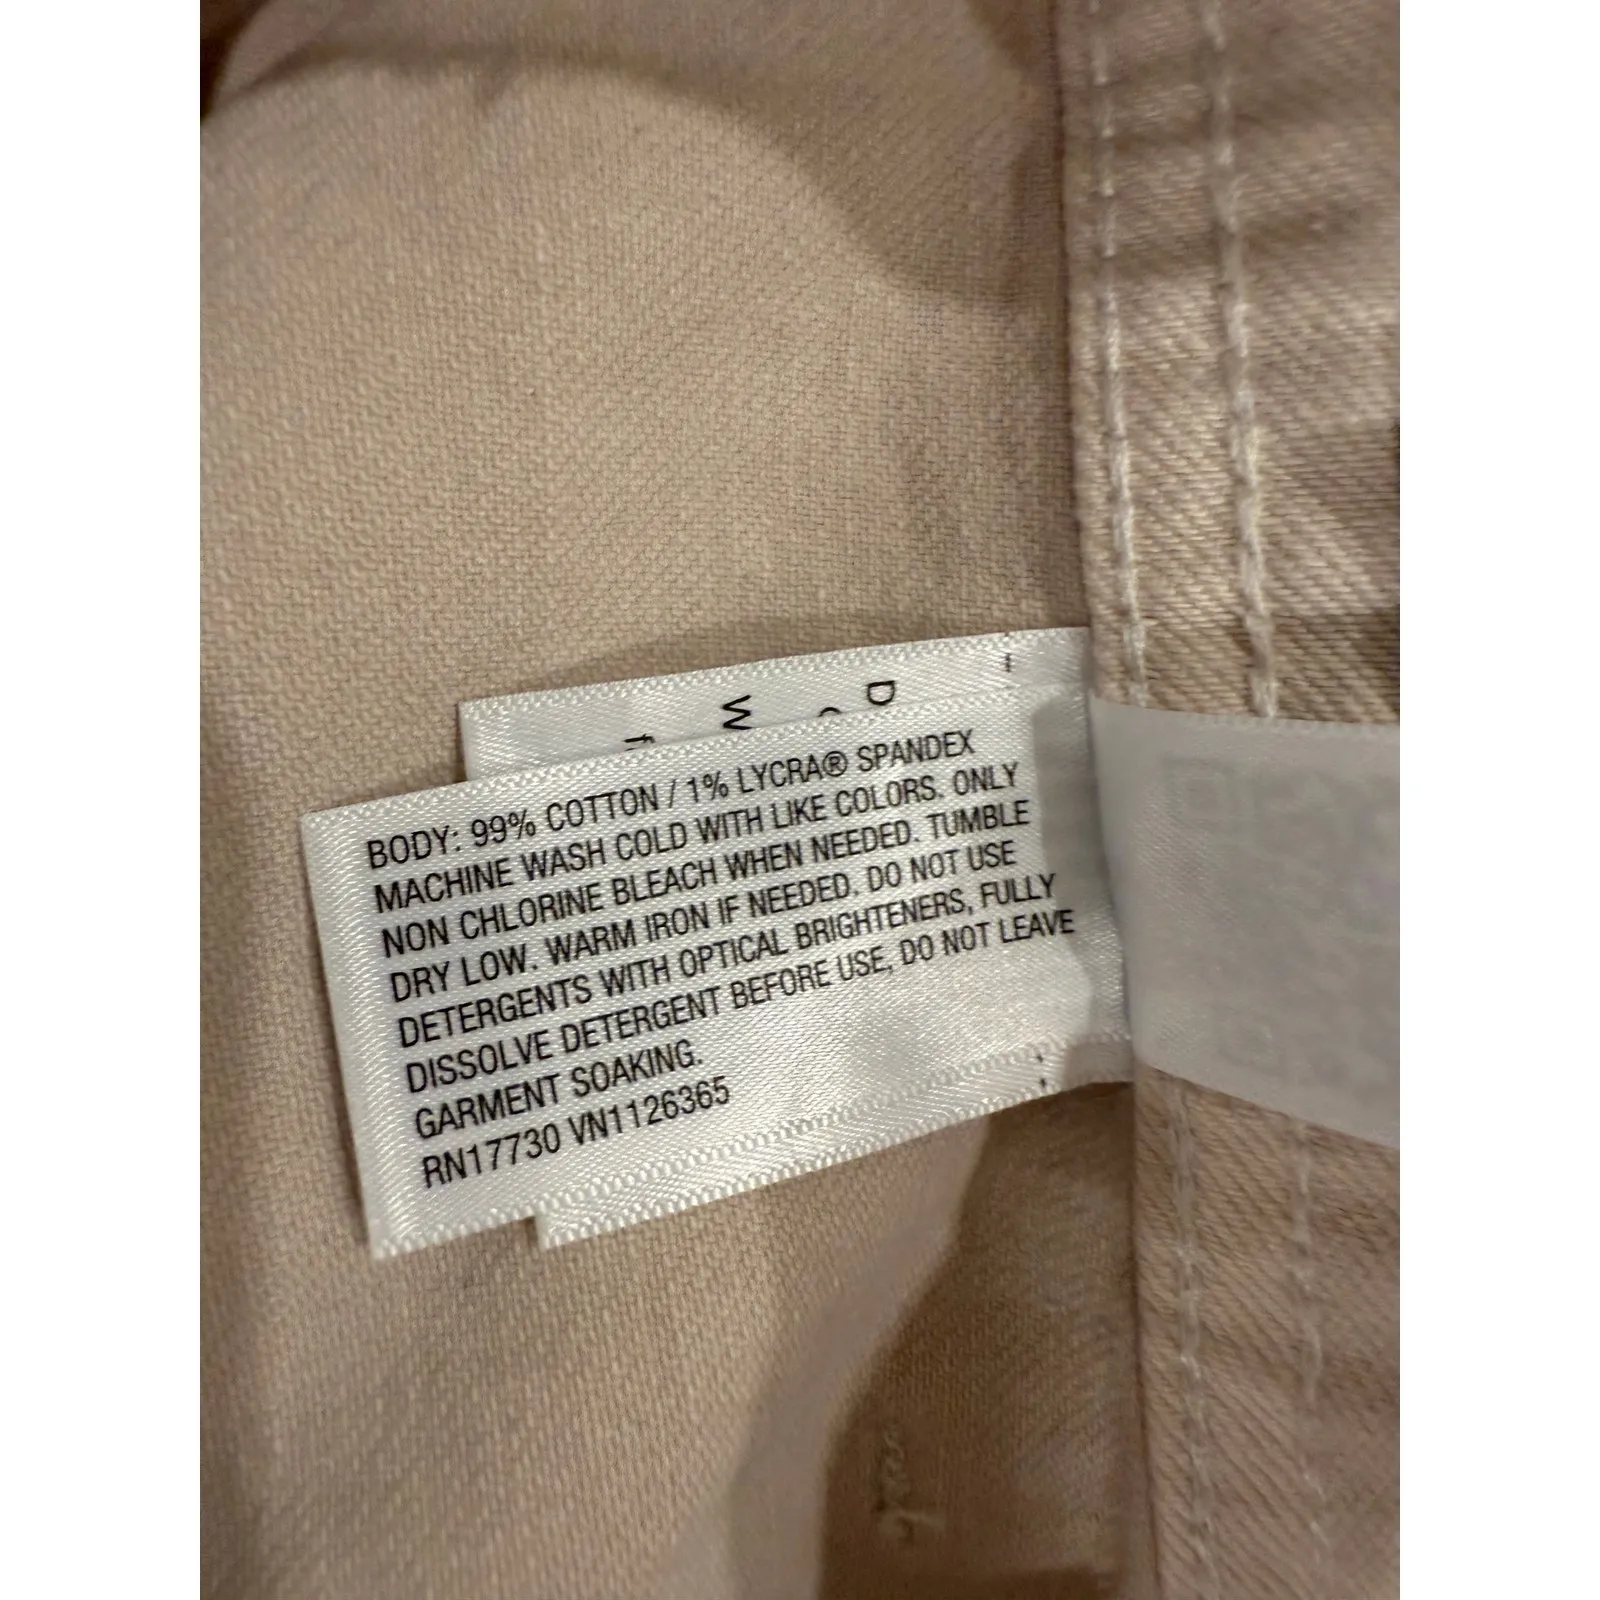 D
W
BODY: 99% COTTON / 1% LYCRA® SPANDEX
MACHINE WASH COLD WITH LIKE COLORS. ONLY
NON CHLORINE BLEACH WHEN NEEDED. TUMBLE
DRY LOW. WARM IRON IF NEEDED. DO NOT USE
DETERGENTS WITH OPTICAL BRIGHTENERS, FULLY
DISSOLVE DETERGENT BEFORE USE, DO NOT LEAVE
GARMENT SOAKING.
RN17730 VN1126365